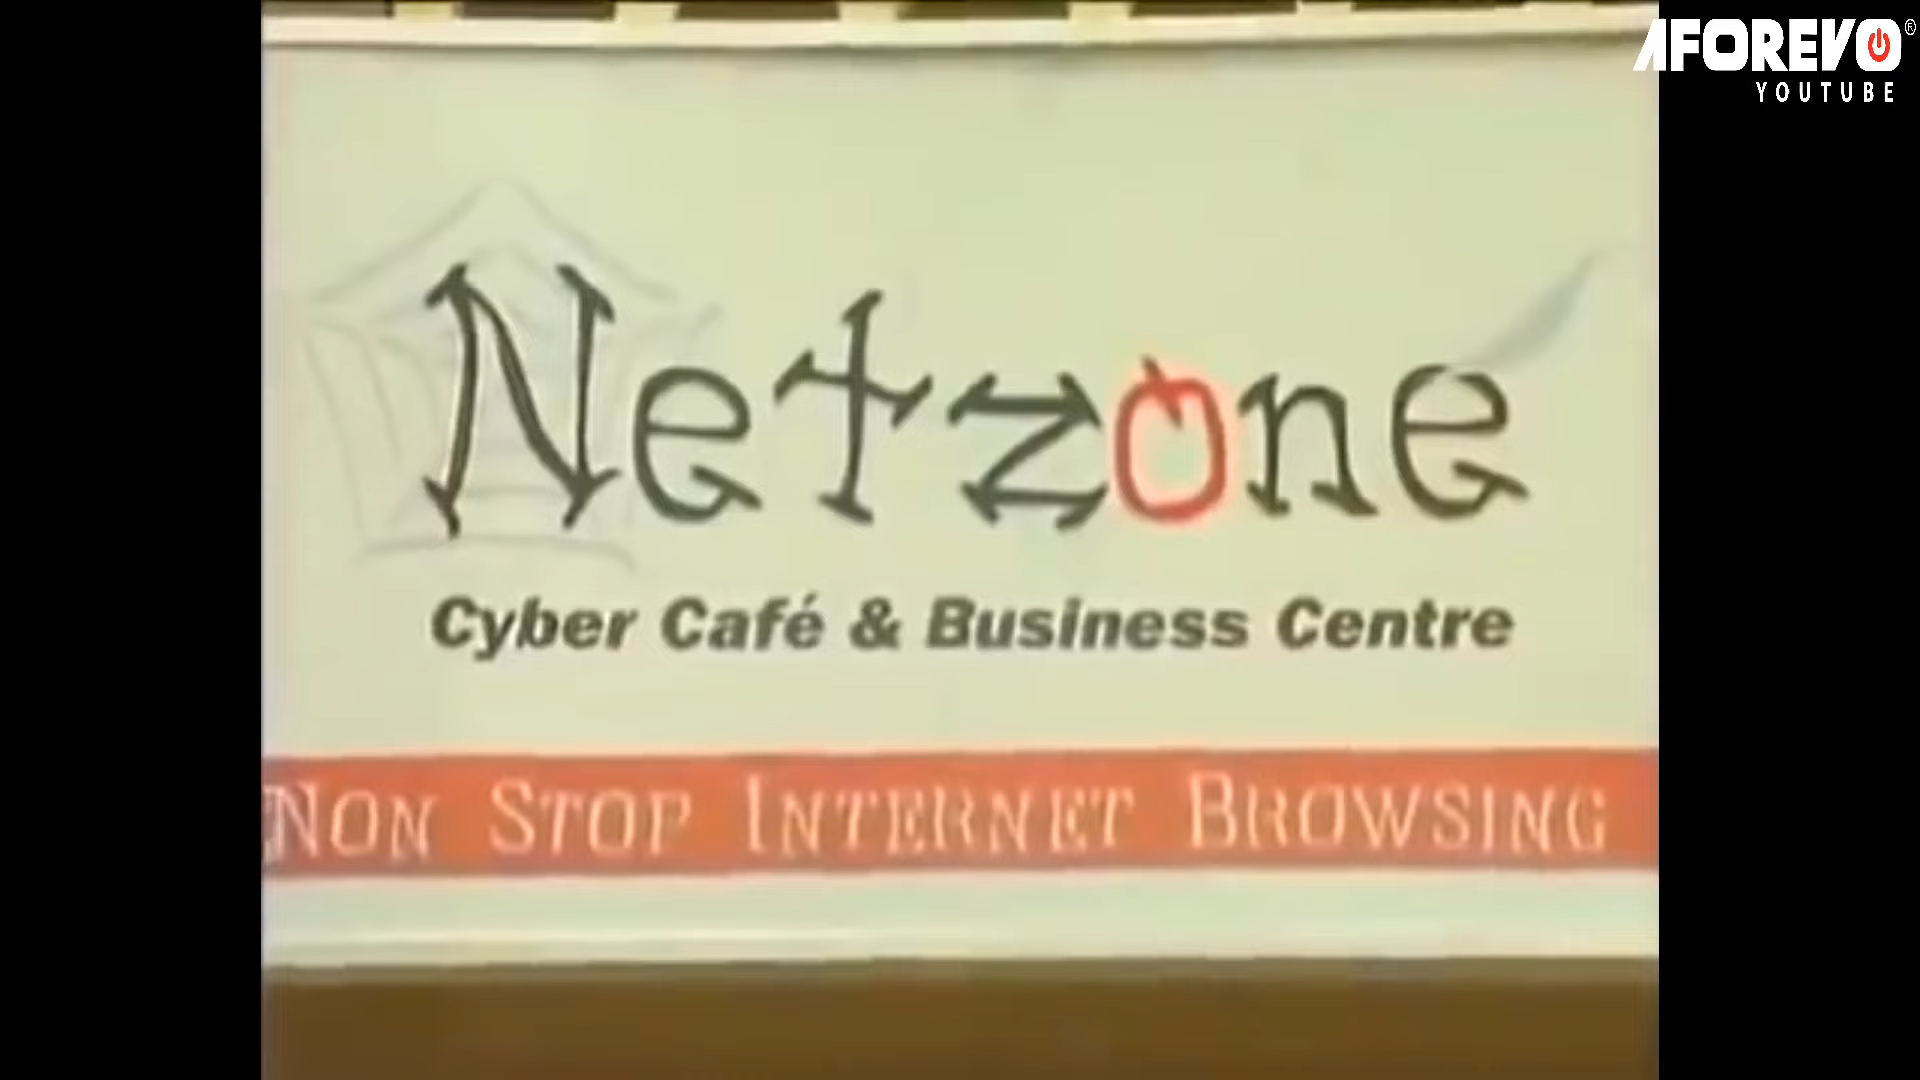 AFOREVO®
YOUTUBE
Netzone
Cyber Café & Business Centre
NON STOP INTERNET BROWSING